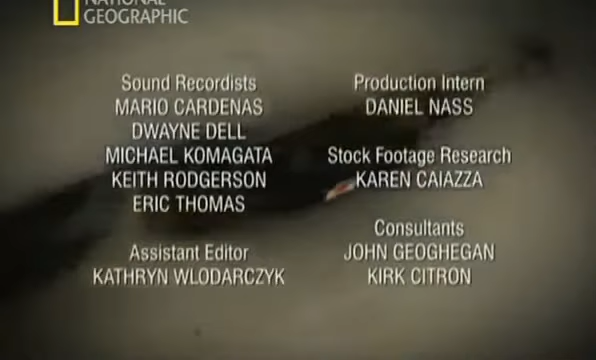 NATIONAL
GEOGRAPHIC
Sound Recordists
MARIO CARDENAS
DWAYNE DELL
MICHAEL KOMAGATA
KEITH RODGERSON
ERIC THOMAS
Assistant Editor
KATHRYN WLODARCZYK
Production Intern
DANIEL NASS
Stock Footage Research
KAREN CAIAZZA
Consultants
JOHN GEOGHEGAN
KIRK CITRON